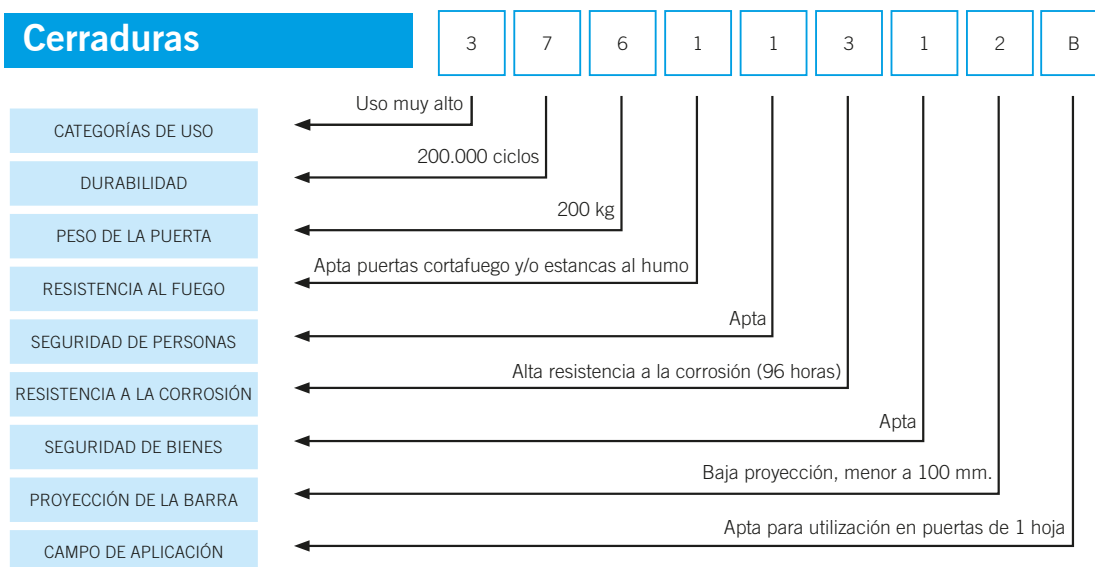 Cerraduras
3 7 6 1 1 3 1 2 B
Uso muy alto
CATEGORÍAS DE USO
200.000 ciclos
DURABILIDAD
200 kg
PESO DE LA PUERTA
Apta puertas cortafuego y/o estancas al humo
RESISTENCIA AL FUEGO
Apta
SEGURIDAD DE PERSONAS
Alta resistencia a la corrosión (96 horas)
RESISTENCIA A LA CORROSIÓN
Apta
SEGURIDAD DE BIENES
Baja proyección, menor a 100 mm.
PROYECCIÓN DE LA BARRA
Apta para utilización en puertas de 1 hoja
CAMPO DE APLICACIÓN